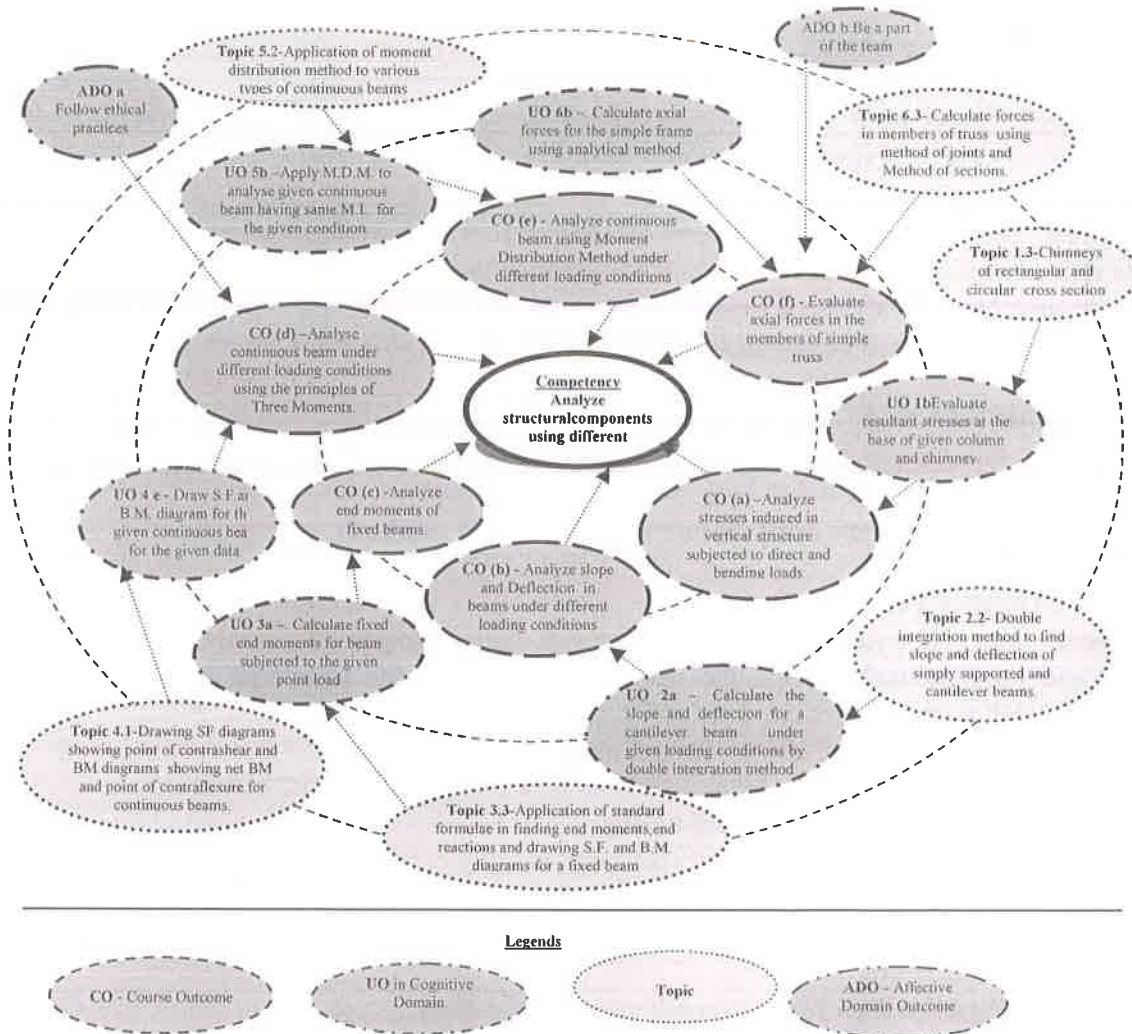 ADO b Be a part
of the team
Topic 5.2-Application of moment
distribution method to various
types of continuous beams
ADO a
Follow ethical
practices
UO 6b –. Calculate axial
forces for the simple frame
using analytical method.
Topic 6.3- Calculate forces
in members of truss using
method of joints and
Method of sections.
UO 5b –Apply M.D.M. to
analyse given continuous
beam having same M.I. for
the given condition.
CO (e) - Analyze continuous
beam using Moment
Distribution Method under
different loading conditions
Topic 1.3-Chimneys
of rectangular and
circular cross section
CO (f) - Evaluate
axial forces in the
members of simple
truss
CO (d) –Analyse
continuous beam under
different loading conditions
using the principles of
Three Moments.
Competency
Analyze
structuralcomponents
using different
UO 1bEvaluate
resultant stresses at the
base of given column
and chimney
UO 4 e - Draw S.F.
B.M. diagram for
given continuous
for the given data.
CO (c) -Analyze
end moments of
fixed beams.
CO (a) –Analyze
stresses induced in
vertical structure
subjected to direct and
bending loads
CO (b) - Analyze slope
and Deflection in
beams under different
loading conditions
UO 3a –. Calculate fixed
end moments for beam
subjected to the given
point load
Topic 2.2- Double
integration method to find
slope and deflection of
simply supported and
cantilever beams.
UO 2a – Calculate the
slope and deflection for a
cantilever beam under
given loading conditions by
double integration method
Topic 4.1-Drawing SF diagrams
showing point of contrashear and
BM diagrams showing net BM
and point of contraflexure for
continuous beams.
Topic 3.3-Application of standard
formulae in finding end moments,end
reactions and drawing S.F. and B.M.
diagrams for a fixed beam
Legends
CO - Course Outcome
UO in Cognitive
Domain
Topic
ADO - Affective
Domain Outcome